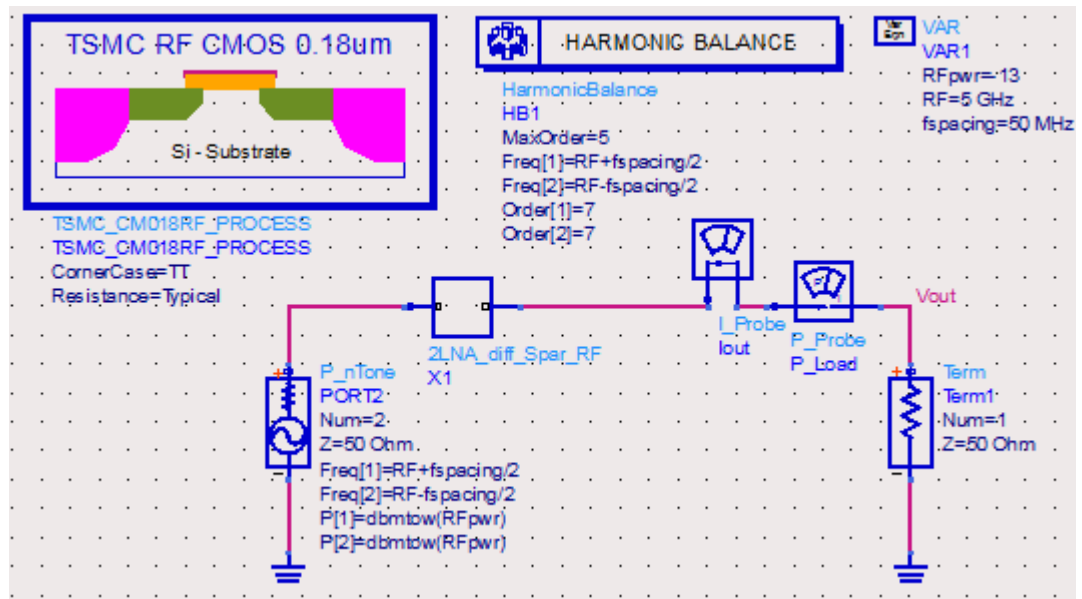 TSMC RF CMOS 0.18um
Si - Substrate
TSMC_CM018RF_PROCESS
TSMC_CM018RF_PROCESS
CornerCase=TT
Resistance=Typical
HARMONIC BALANCE
HarmonicBalance
HB1
MaxOrder=5
Freq[1]=RF+fspacing/2
Freq[2]=RF-fspacing/2
Order[1]=7
Order[2]=7
Var
Eqn
VAR
VAR1
RFpwr=-13
RF=5 GHz
fspacing=50 MHz
2LNA_diff_Spar_RF
X1
I_Probe
Iout
P_Probe
P_Load
Vout
P_nTone
PORT2
Num=2
Z=50 Ohm
Freq[1]=RF+fspacing/2
Freq[2]=RF-fspacing/2
P[1]=dbmtow(RFpwr)
P[2]=dbmtow(RFpwr)
Term
Term1
Num=1
Z=50 Ohm